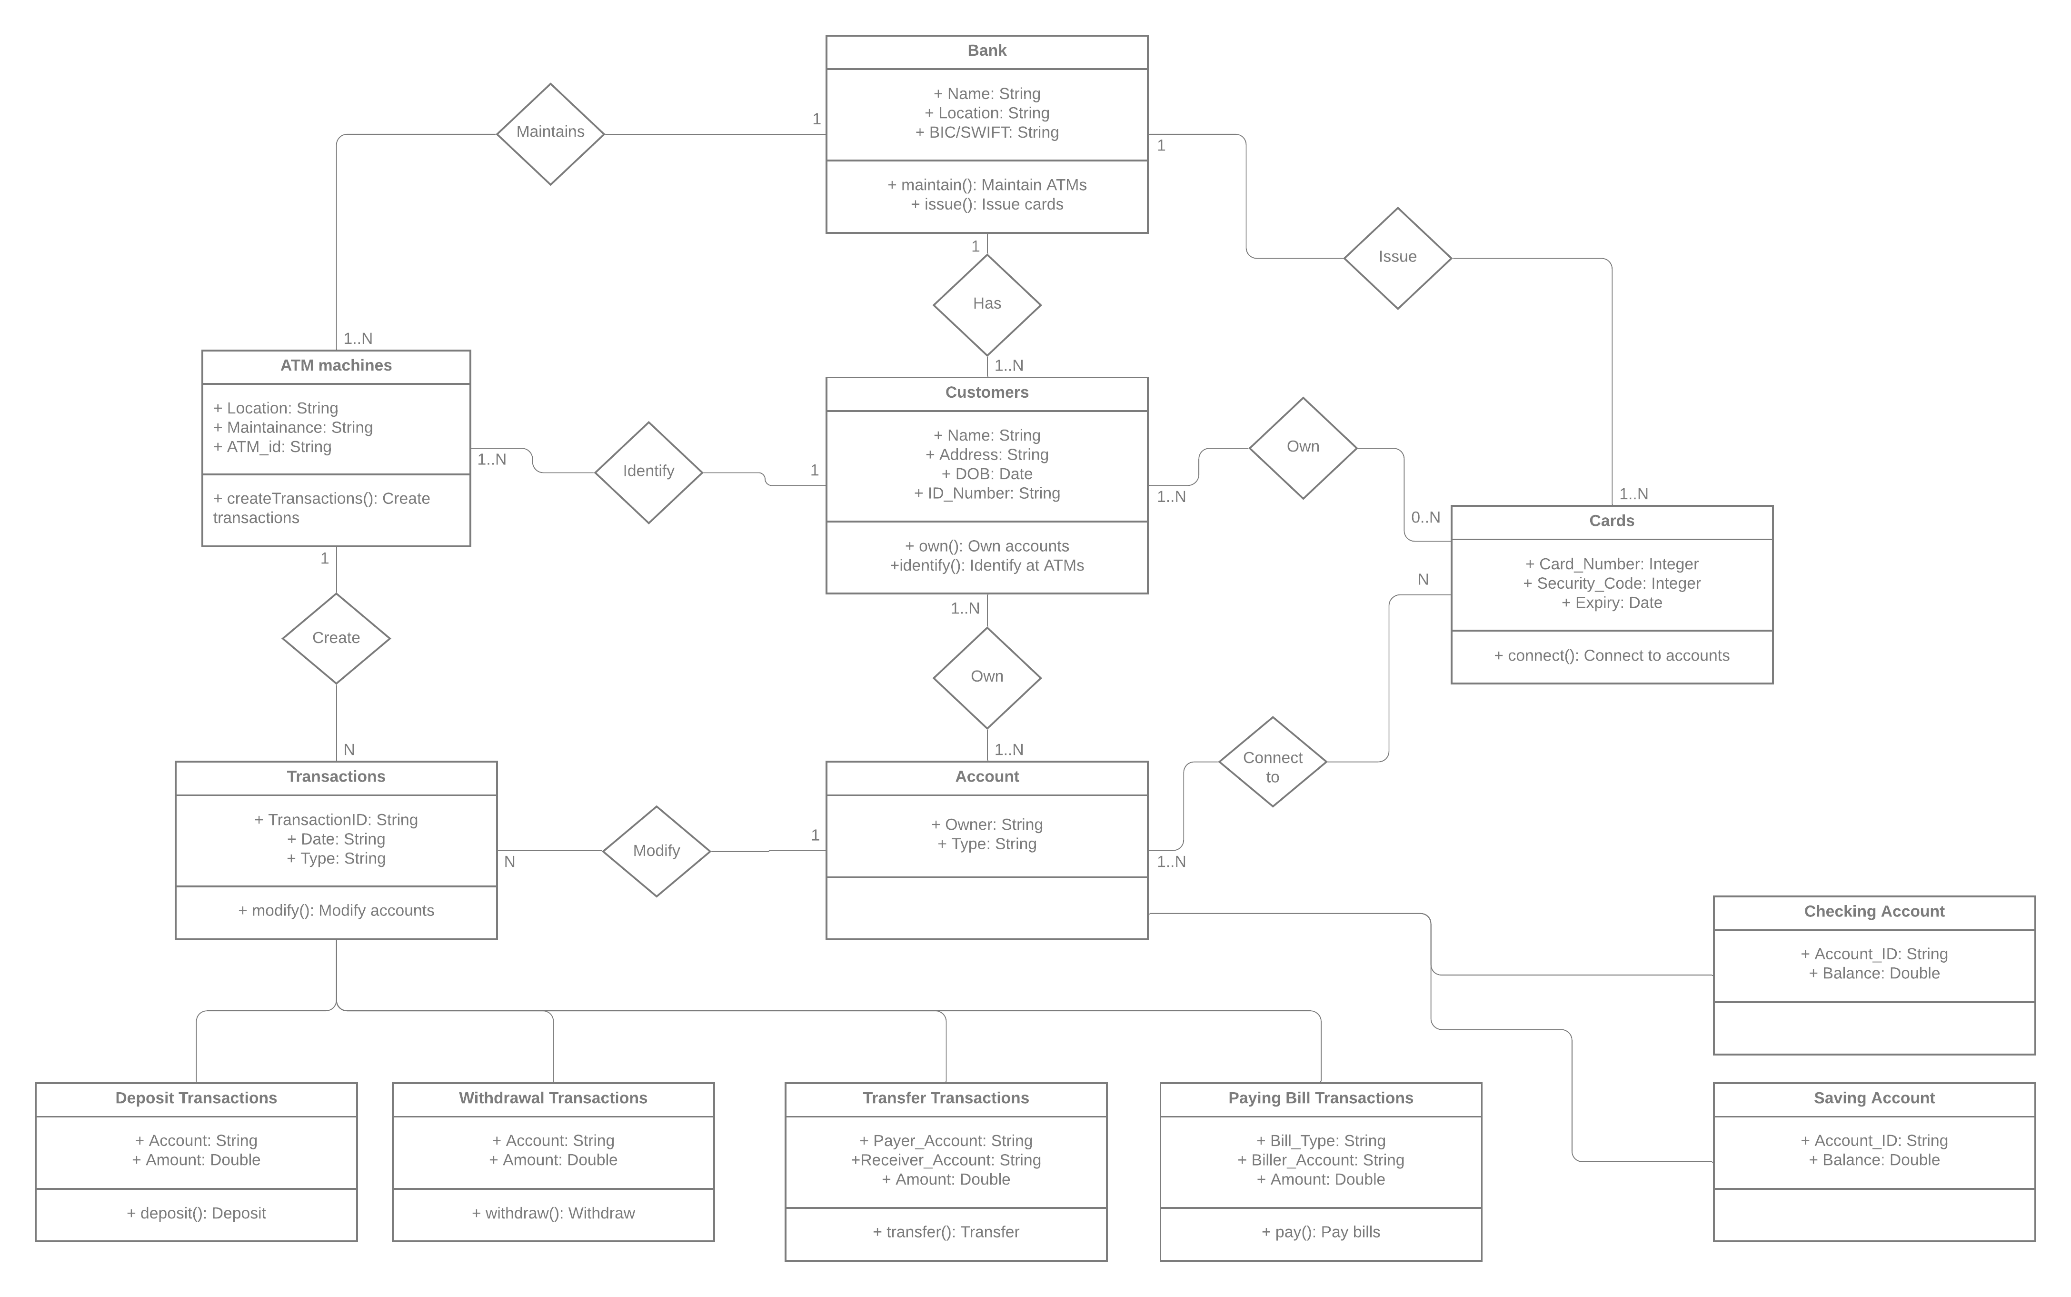 Bank
+ Name: String
+ Location: String
+ BIC/SWIFT: String
+ maintain(): Maintain ATMs
+ issue(): Issue cards
Maintains
1
1
1
Issue
Has
1..N
ATM machines
+ Location: String
+ Maintainance: String
+ ATM_id: String
+ createTransactions(): Create
transactions
1..N
Identify
1
1..N
Customers
+ Name: String
+ Address: String
+ DOB: Date
+ ID_Number: String
+ own(): Own accounts
+identify(): Identify at ATMs
1..N
Own
0..N
1..N
Cards
+ Card_Number: Integer
+ Security_Code: Integer
+ Expiry: Date
+ connect(): Connect to accounts
N
1
Create
N
1..N
Own
1..N
Connect
to
1..N
Transactions
+ TransactionID: String
+ Date: String
+ Type: String
+ modify(): Modify accounts
N
Modify
1
Account
+ Owner: String
+ Type: String
Checking Account
+ Account_ID: String
+ Balance: Double
Deposit Transactions
+ Account: String
+ Amount: Double
+ deposit(): Deposit
Withdrawal Transactions
+ Account: String
+ Amount: Double
+ withdraw(): Withdraw
Transfer Transactions
+ Payer_Account: String
+Receiver_Account: String
+ Amount: Double
+ transfer(): Transfer
Paying Bill Transactions
+ Bill_Type: String
+ Biller_Account: String
+ Amount: Double
+ pay(): Pay bills
Saving Account
+ Account_ID: String
+ Balance: Double